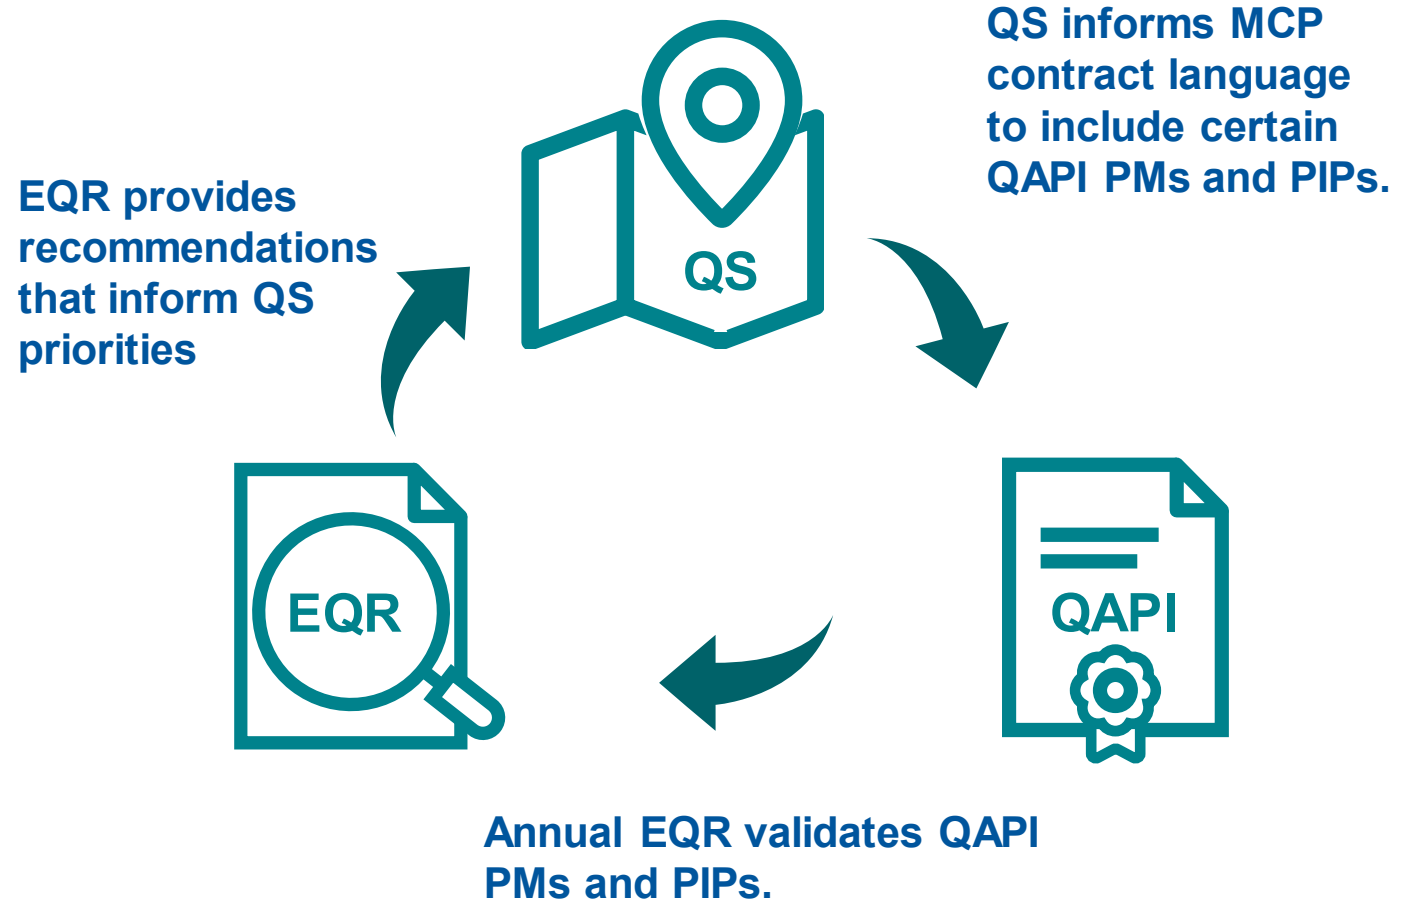 QS informs MCP
contract language
to include certain
QAPI PMs and PIPs.
EQR provides
recommendations
that inform QS
priorities
QS
EQR
QAPI
Annual EQR validates QAPI
PMs and PIPs.